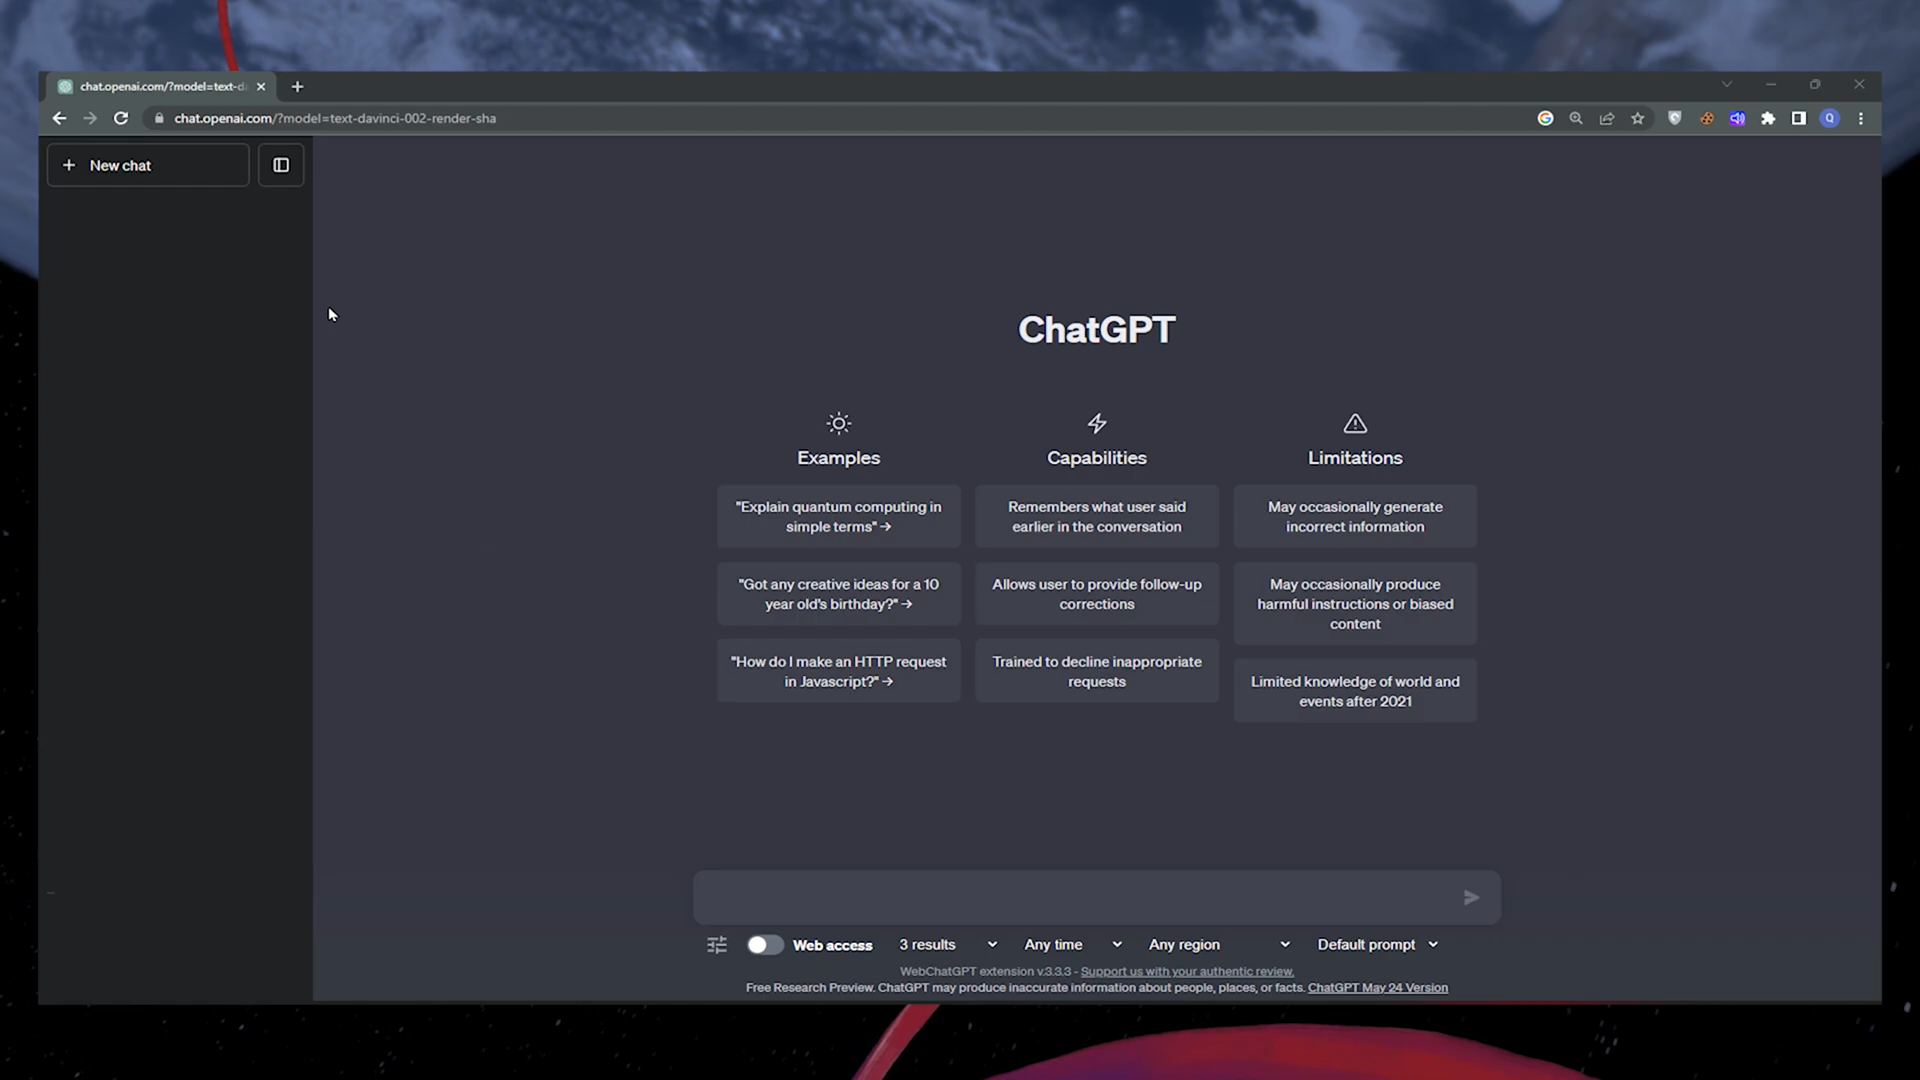 chat.openai.com/?model=text-d
chat.openai.com/?model=text-davinci-002-render-sha
Q
New chat
ChatGPT
Examples
Capabilities
Limitations
"Explain quantum computing in
simple terms" →
Remembers what user said
earlier in the conversation
May occasionally generate
incorrect information
"Got any creative ideas for a 10
year old's birthday?" →
Allows user to provide follow-up
corrections
May occasionally produce
harmful instructions or biased
content
"How do I make an HTTP request
in Javascript?" →
Trained to decline inappropriate
requests
Limited knowledge of world and
events after 2021
Web access
3 results
Any time
Any region
Default prompt
WebChatGPT extension v.3.3.3 - Support us with your authentic review.
Free Research Preview. ChatGPT may produce inaccurate information about people, places, or facts. ChatGPT May 24 Version